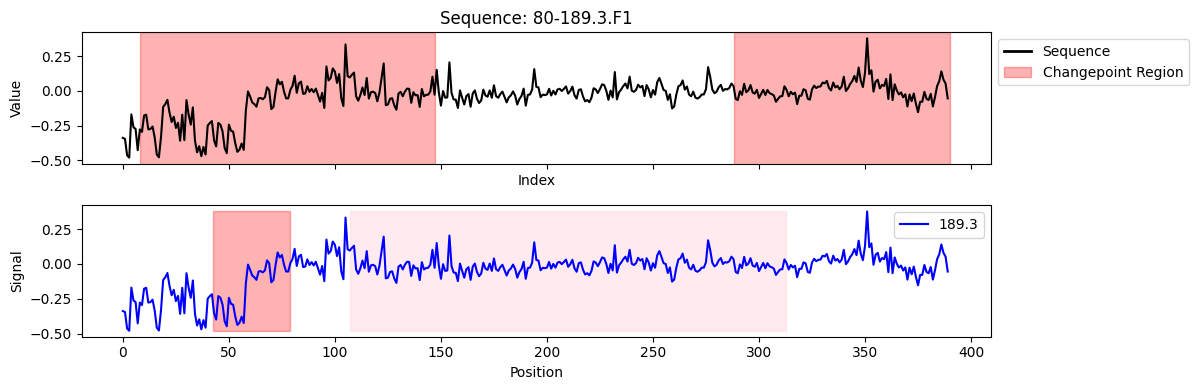 Sequence: 80-189.3.F1
Value
0.25
0.00
−0.25
−0.50
Index
Sequence
Changepoint Region
Signal
0.25
0.00
−0.25
−0.50
189.3
0 50 100 150 200 250 300 350 400
Position